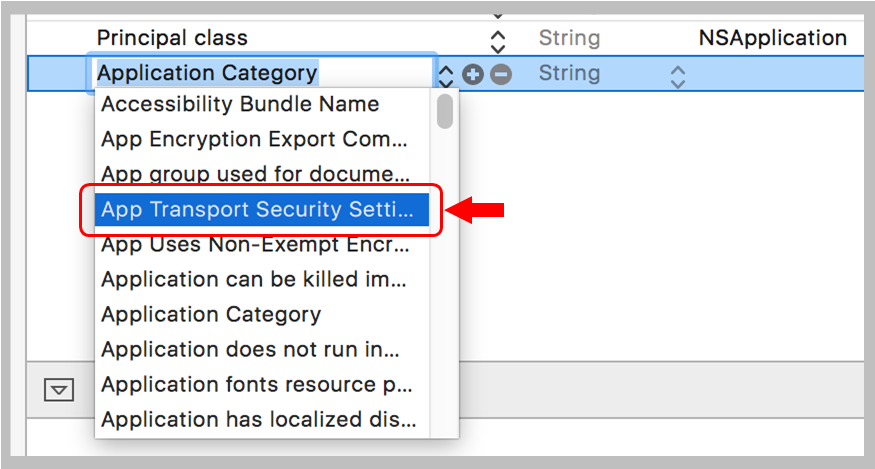 Principal class String NSApplication
Application Category String
Accessibility Bundle Name
App Encryption Export Com...
App group used for docume...
App Transport Security Setti...
App Uses Non-Exempt Encr...
Application can be killed im...
Application Category
Application does not run in...
Application fonts resource p...
Application has localized dis...